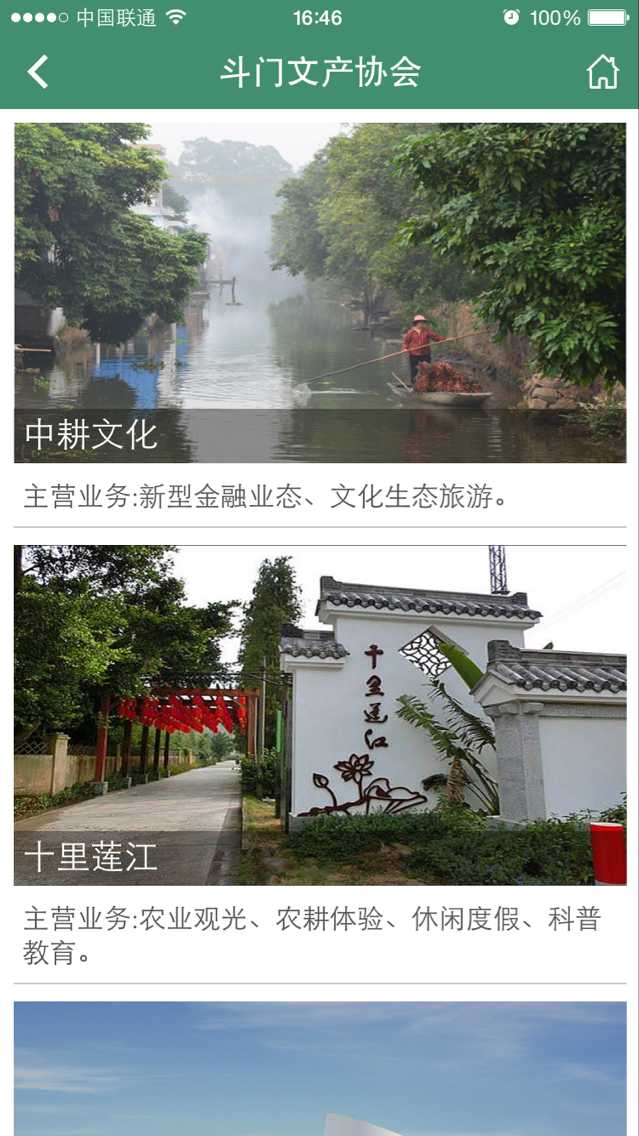 中国联通
16:46
100%
斗门文产协会
中耕文化
主营业务:新型金融业态、文化生态旅游。
十里莲江
十里莲江
主营业务:农业观光、农耕体验、休闲度假、科普
教育。